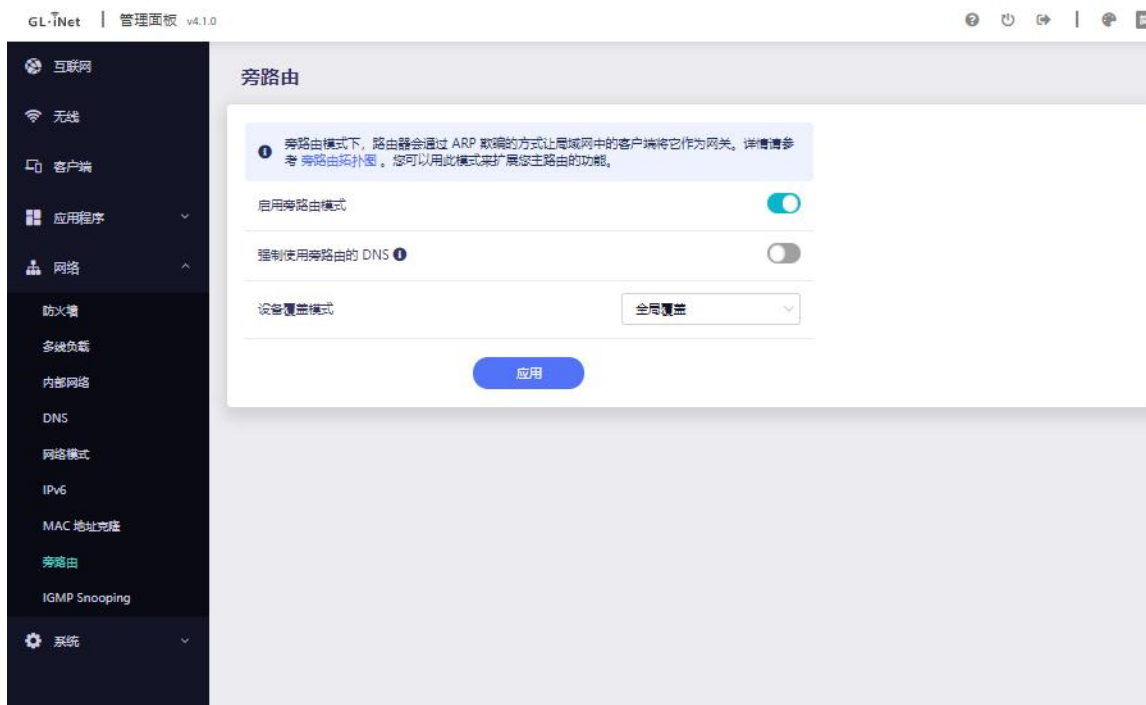 GL·iNet | 管理面板 v4.1.0
互联网
无线
客户端
应用程序
网络
防火墙
多线负载
内部网络
DNS
网络模式
IPv6
MAC 地址克隆
旁路由
IGMP Snooping
系统
旁路由
旁路由模式下，路由器会通过 ARP 欺骗的方式让局域网中的客户端将它作为网关。详情请参
考 旁路由拓扑图 。您可以用此模式来扩展您主路由的功能。
启用旁路由模式
强制使用旁路由的 DNS
设备覆盖模式
全局覆盖
应用